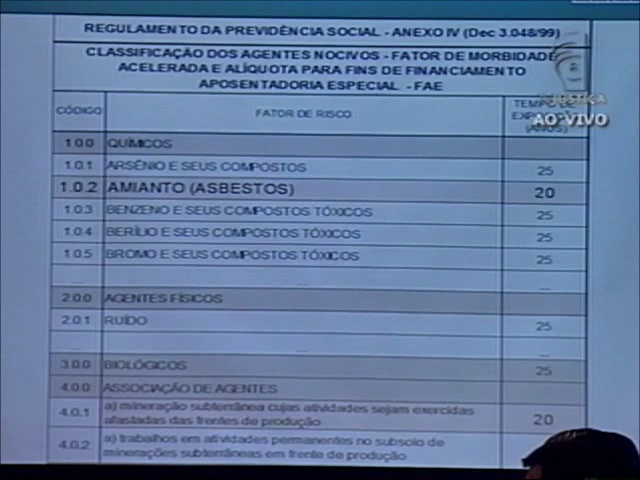 REGULAMENTO DA PREVIDÊNCIA SOCIAL - ANEXO IV (Dec 3.048/99)
CLASSIFICAÇÃO DOS AGENTES NOCIVOS - FATOR DE MORBIDADE
ACELERADA E ALÍQUOTA PARA FINS DE FINANCIAMENTO
APOSENTADORIA ESPECIAL - FAE
JUSTIÇA
AO VIVO
CÓDIGO FATOR DE RISCO TEMPO DE
(ANOS)
1.0.0 QUÍMICOS
1.0.1 ARSÊNIO E SEUS COMPOSTOS 25
1.0.2 AMIANTO (ASBESTOS) 20
1.0.3 BENZENO E SEUS COMPOSTOS TÓXICOS 25
1.0.4 BERÍLIO E SEUS COMPOSTOS TÓXICOS 25
1.0.5 BROMO E SEUS COMPOSTOS TÓXICOS 25
... ... ...
2.0.0 AGENTES FÍSICOS
2.0.1 RUÍDO 25
... ...
3.0.0 BIOLÓGICOS 25
4.0.0 ASSOCIAÇÃO DE AGENTES
4.0.1 a) mineração subterrânea cujas atividades sejam exercidas
afastadas das frentes de produção 20
4.0.2 a) trabalhos em atividades permanentes no subsolo de
minerações subterrâneas em frente de produção